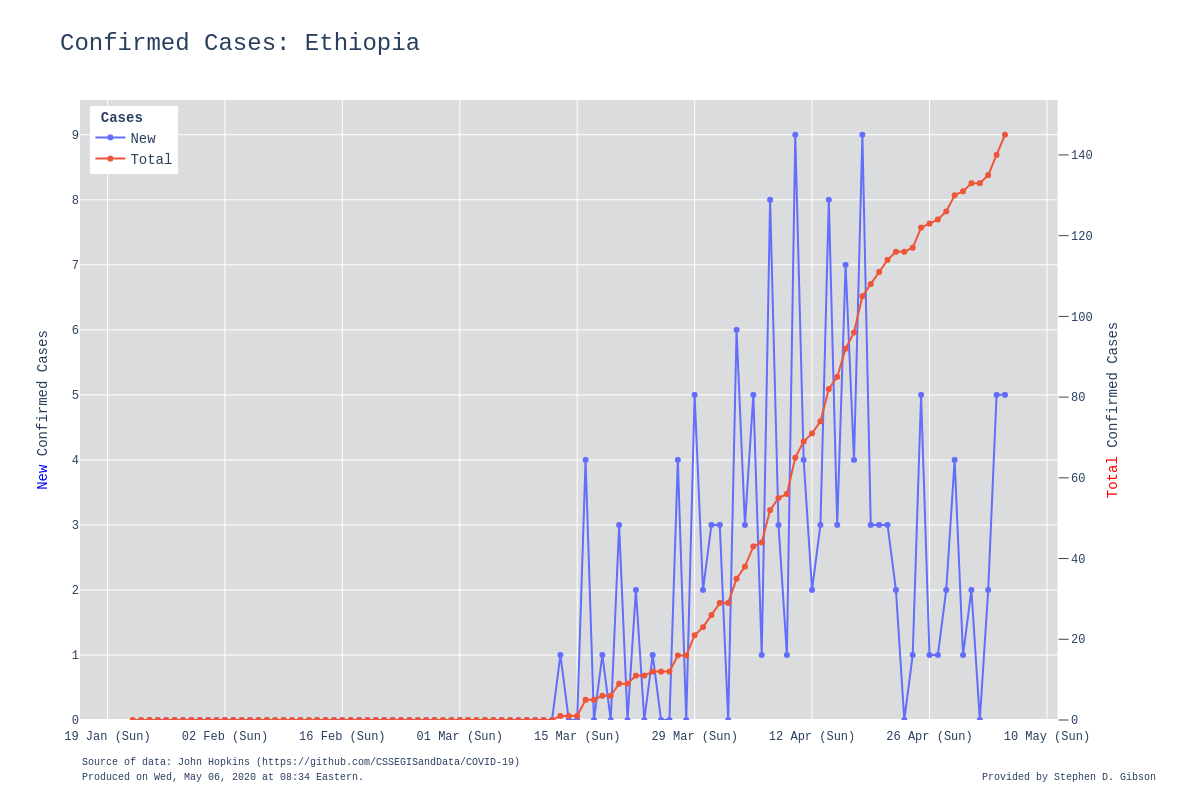 Confirmed Cases: Ethiopia
Cases
New
Total
9
8
7
6
5
4
3
2
1
0
140
120
100
80
60
40
20
0
New Confirmed Cases
Total Confirmed Cases
19 Jan (Sun) 02 Feb (Sun) 16 Feb (Sun) 01 Mar (Sun) 15 Mar (Sun) 29 Mar (Sun) 12 Apr (Sun) 26 Apr (Sun) 10 May (Sun)
Source of data: John Hopkins (https://github.com/CSSEGISandData/COVID-19)
Produced on Wed, May 06, 2020 at 08:34 Eastern.
Provided by Stephen D. Gibson